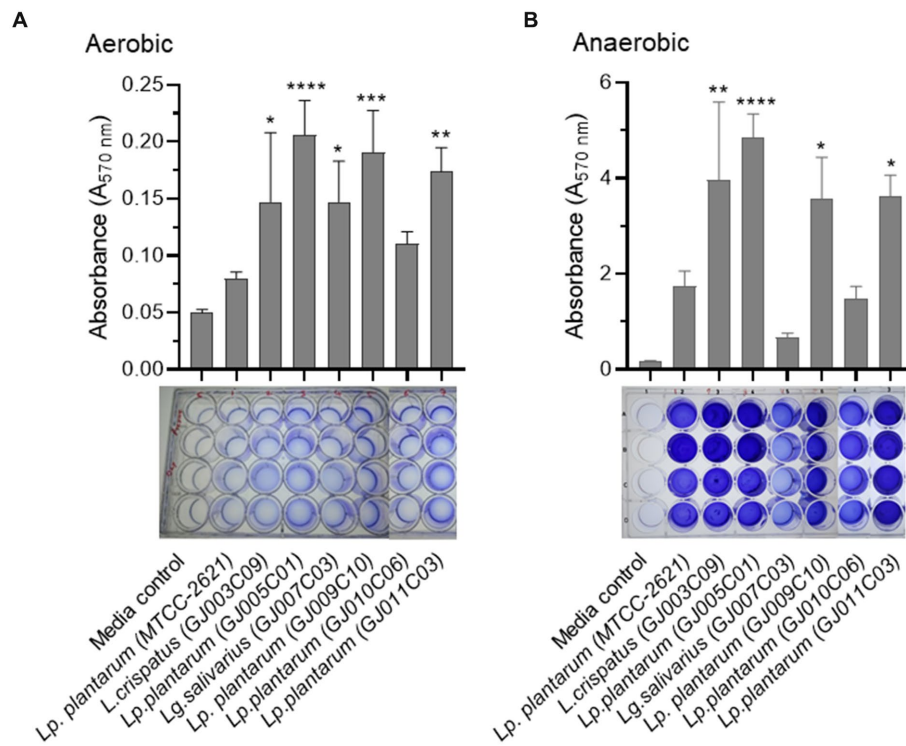 A
Aerobic
Absorbance (A570 nm)
0.25
0.20
0.15
0.10
0.05
0.00
*
****
*
***
**
Media control
Lp. plantarum (MTCC-2621)
L.crispatus (GJ003C09)
Lp.plantarum (GJ005C01)
Lg.salivarius (GJ007C03)
Lp. plantarum (GJ009C10)
Lp.plantarum (GJ010C06)
Lp.plantarum (GJ011C03)
B
Anaerobic
Absorbance (A570 nm)
6
4
2
0
**
****
*
*
Media control
Lp. plantarum (MTCC-2621)
L.crispatus (GJ003C09)
Lp.plantarum (GJ005C01)
Lg.salivarius (GJ007C03)
Lp. plantarum (GJ009C10)
Lp.plantarum (GJ010C06)
Lp.plantarum (GJ011C03)